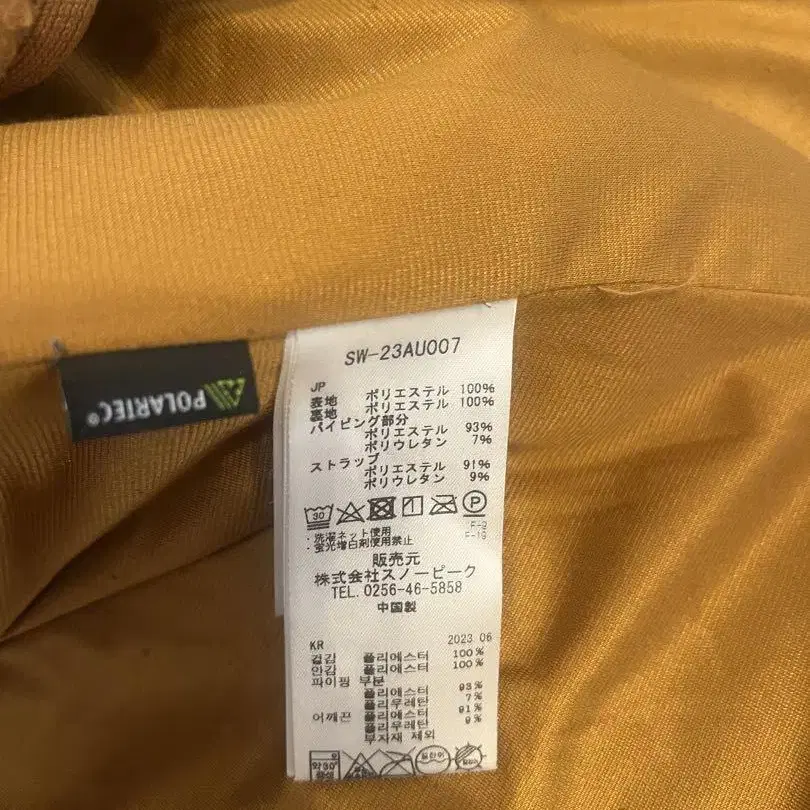 SW-23AU007
JP
表地 ポリエステル 100%
裏地 ポリエステル 100%
パイピング部分
ポリエステル 93%
ポリウレタン 7%
ストラップ
ポリエステル 91%
ポリウレタン 9%
30 P
・洗濯ネット使用 F-9
・蛍光増白剤使用禁止 F-19
販売元
株式会社スノーピーク
TEL.0256-46-5858
中国製
KR 2023 06
겉감 폴리에스터 100%
안감 폴리에스터 100%
파이핑 부분
폴리에스터 93%
폴리우레탄 7%
어깨끈 폴리에스터 91%
폴리우레탄 9%
부자재 제외
약30°
중성
POLARTEC®